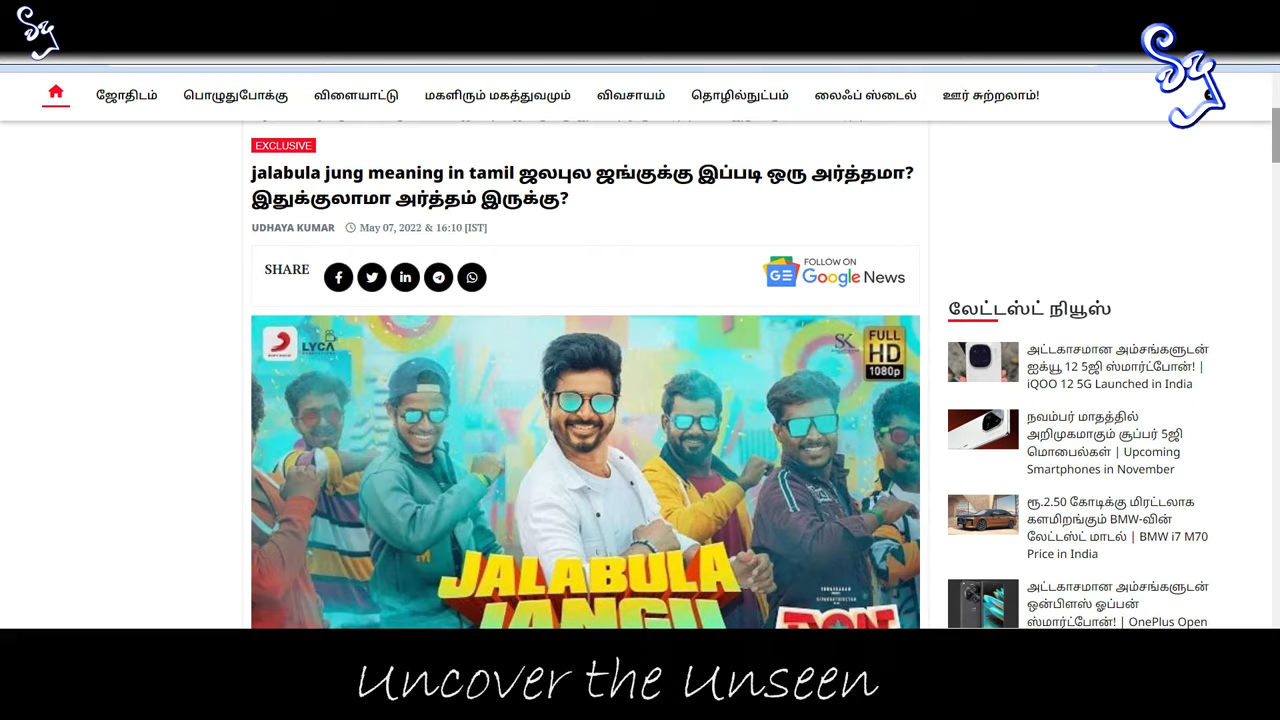 ஜோதிடம் பொழுதுபோக்கு விளையாட்டு மகளிரும் மகத்துவமும் விவசாயம் தொழில்நுட்பம் லைஃப் ஸ்டைல் ஊர் சுற்றலாம்!
EXCLUSIVE
jalabula jung meaning in tamil ஜலபுல ஜங்குக்கு இப்படி ஒரு அர்த்தமா?
இதுக்குலாமா அர்த்தம் இருக்கு?
UDHAYA KUMAR May 07, 2022 & 16:10 [IST]
SHARE
FOLLOW ON
GE Google News
LYCA
SK
FULL
HD
1080p
JALABULA
JANGU
DON
லேட்டஸ்ட் நியூஸ்
அட்டகாசமான அம்சங்களுடன்
ஐக்யூ 12 5ஜி ஸ்மார்ட்போன்! |
iQOO 12 5G Launched in India
நவம்பர் மாதத்தில்
அறிமுகமாகும் சூப்பர் 5ஜி
மொபைல்கள் | Upcoming
Smartphones in November
ரூ.2.50 கோடிக்கு மிரட்டலாக
களமிறங்கும் BMW-வின்
லேட்டஸ்ட் மாடல் | BMW i7 M70
Price in India
அட்டகாசமான அம்சங்களுடன்
ஒன்பிளஸ் ஓப்பன்
ஸ்மார்ட்போன்! | OnePlus Open
Uncover the Unseen